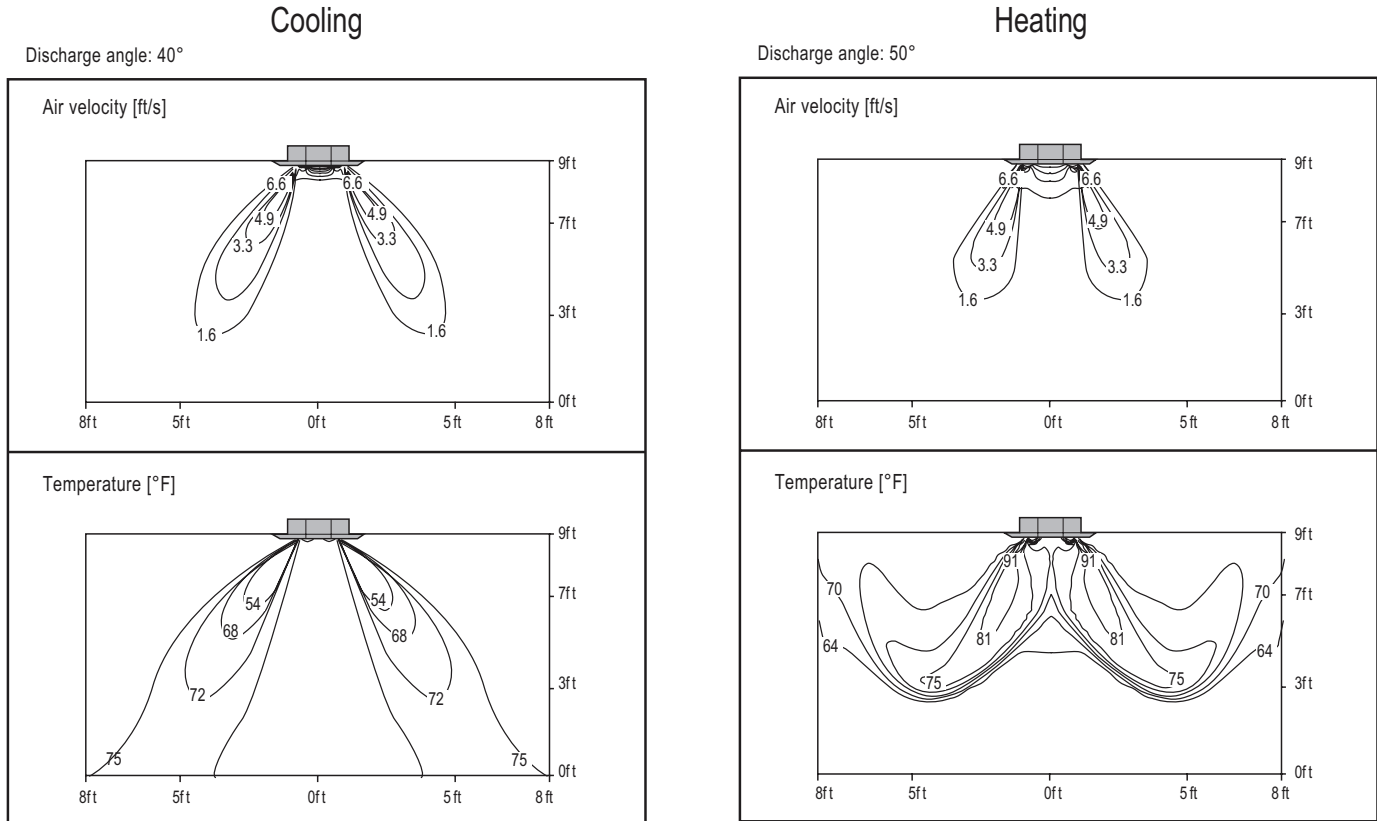 Cooling
Discharge angle: 40°
Air velocity [ft/s]
6.6 6.6
4.9 4.9
3.3 3.3
1.6 1.6
9ft
7ft
3ft
0ft
8ft 5ft 0ft 5ft 8ft
Temperature [°F]
54 54
68 68
72 72
75 75
9ft
7ft
3ft
0ft
8ft 5ft 0ft 5ft 8ft
Heating
Discharge angle: 50°
Air velocity [ft/s]
6.6 6.6
4.9 4.9
3.3 3.3
1.6 1.6
9ft
7ft
3ft
0ft
8ft 5ft 0ft 5ft 8ft
Temperature [°F]
91 91
70 70
81 81
64 64
75 75
9ft
7ft
3ft
0ft
8ft 5ft 0ft 5ft 8ft